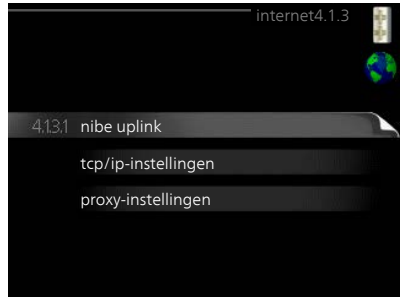 internet4.1.3
4.1.3.1 nibe uplink
tcp/ip-instellingen
proxy-instellingen